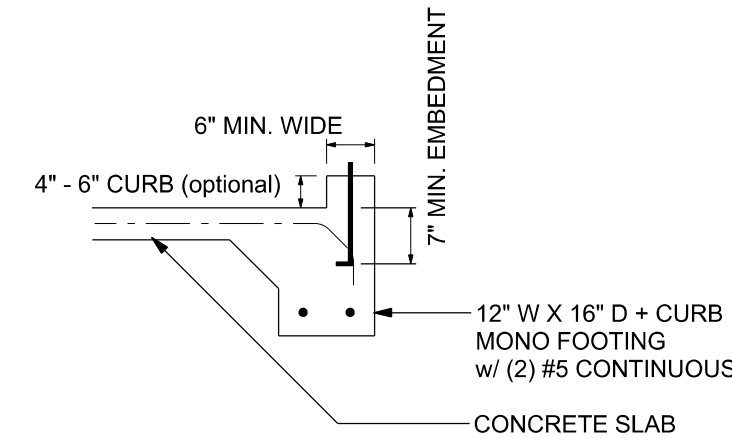 6" MIN. WIDE
7" MIN. EMBEDMENT
4" - 6" CURB (optional)
12" W X 16" D + CURB
MONO FOOTING
w/ (2) #5 CONTINUOUS
CONCRETE SLAB